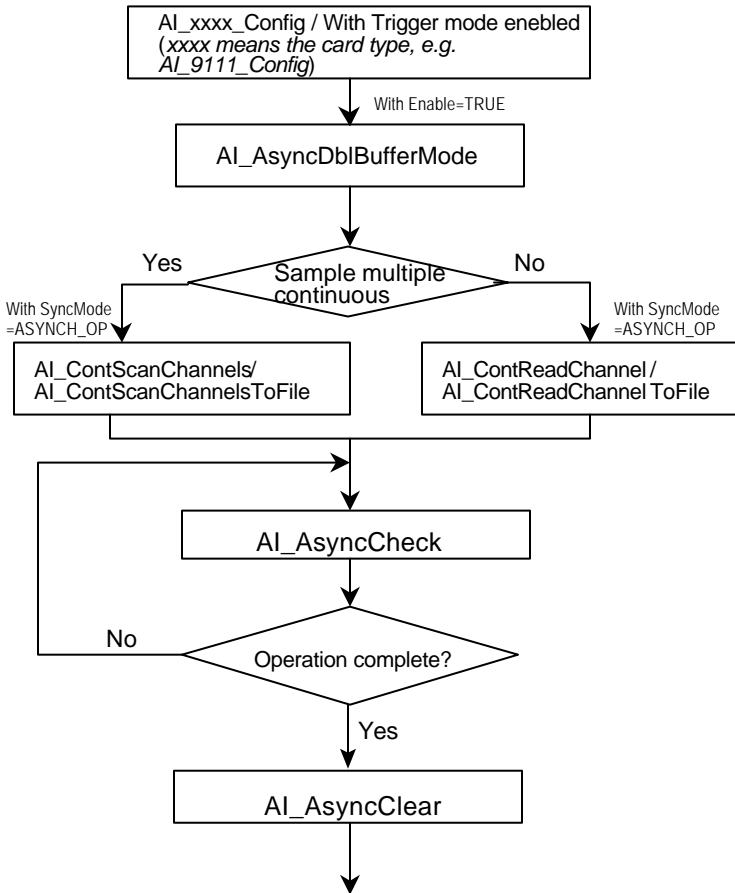 AI_xxxx_Config / With Trigger mode enebled
(xxxx means the card type, e.g.
AI_9111_Config)
With Enable=TRUE
AI_AsyncDblBufferMode
Yes
Sample multiple
continuous
No
With SyncMode
=ASYNCH_OP
With SyncMode
=ASYNCH_OP
AI_ContScanChannels/
AI_ContScanChannelsToFile
AI_ContReadChannel /
AI_ContReadChannel ToFile
AI_AsyncCheck
No
Operation complete?
Yes
AI_AsyncClear